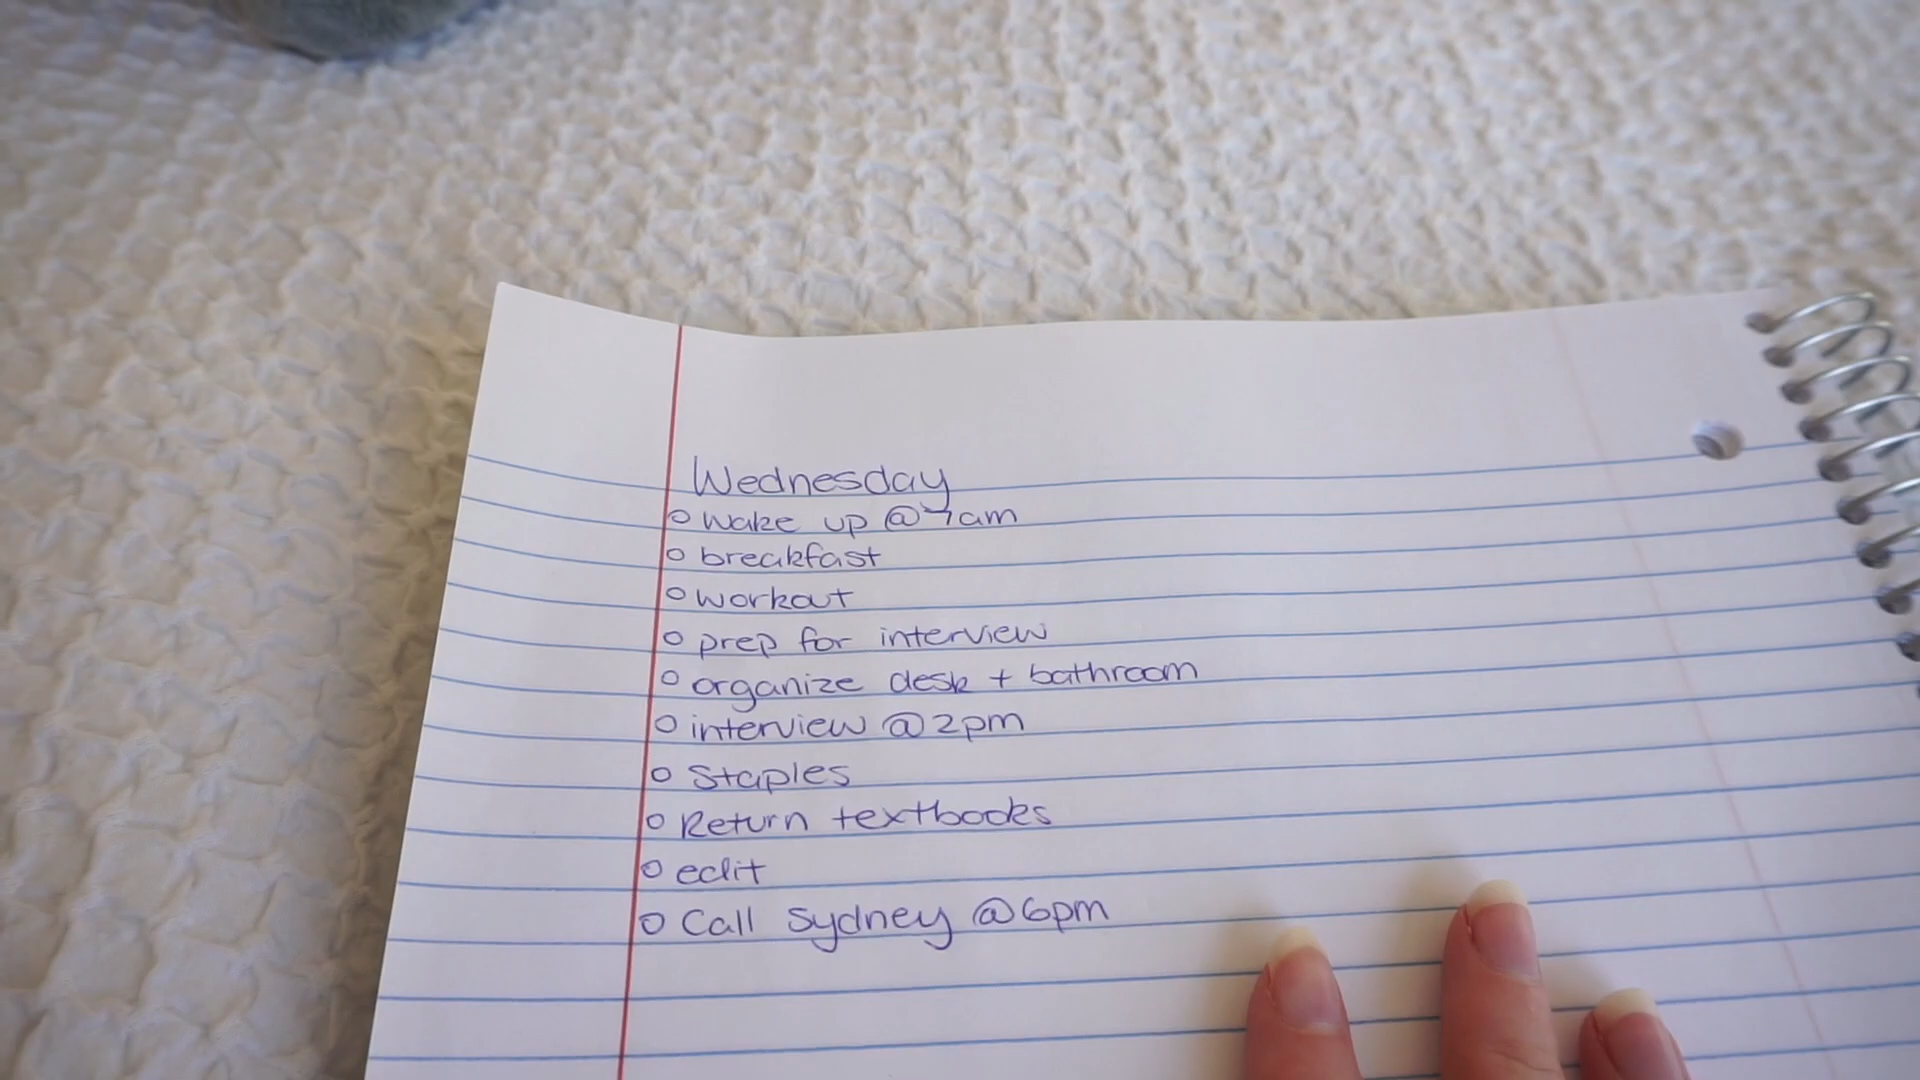 Wednesday
o wake up @ 7am
o breakfast
o workout
o prep for interview
o organize desk + bathroom
o interview @ 2pm
o Staples
o Return textbooks
o edit
o Call Sydney @ 6pm